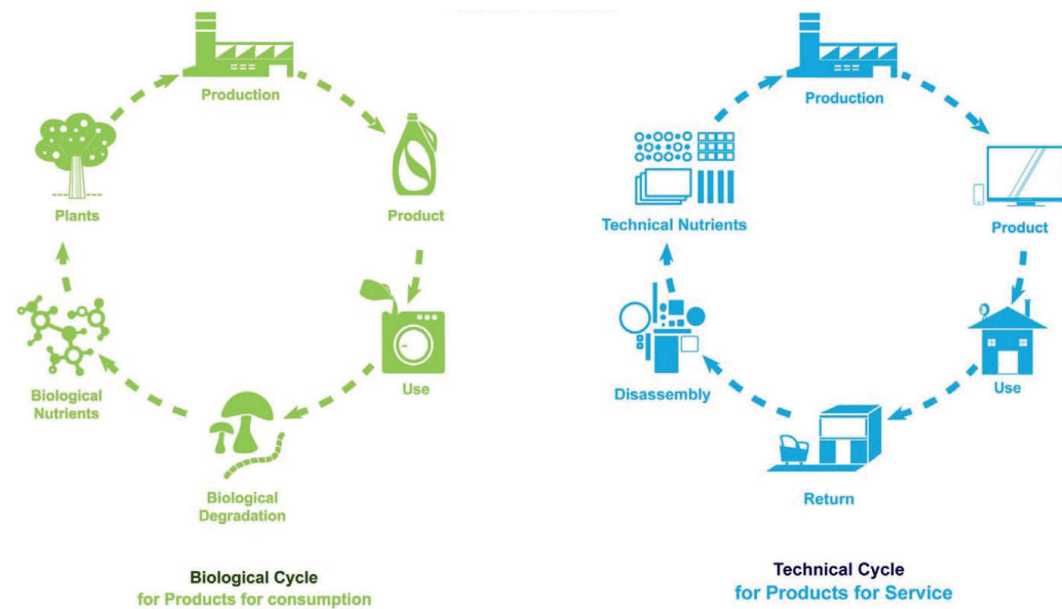 Production
Product
Use
Biological
Degradation
Biological
Nutrients
Plants
Biological Cycle
for Products for consumption
Production
Product
Use
Return
Disassembly
Technical Nutrients
Technical Cycle
for Products for Service